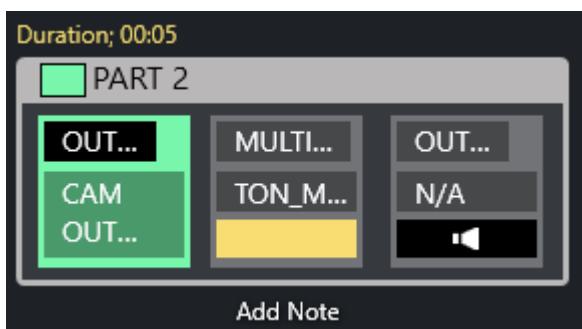 Duration; 00:05
PART 2
OUT... MULTI... OUT...
CAM TON_M... N/A
OUT...
Add Note